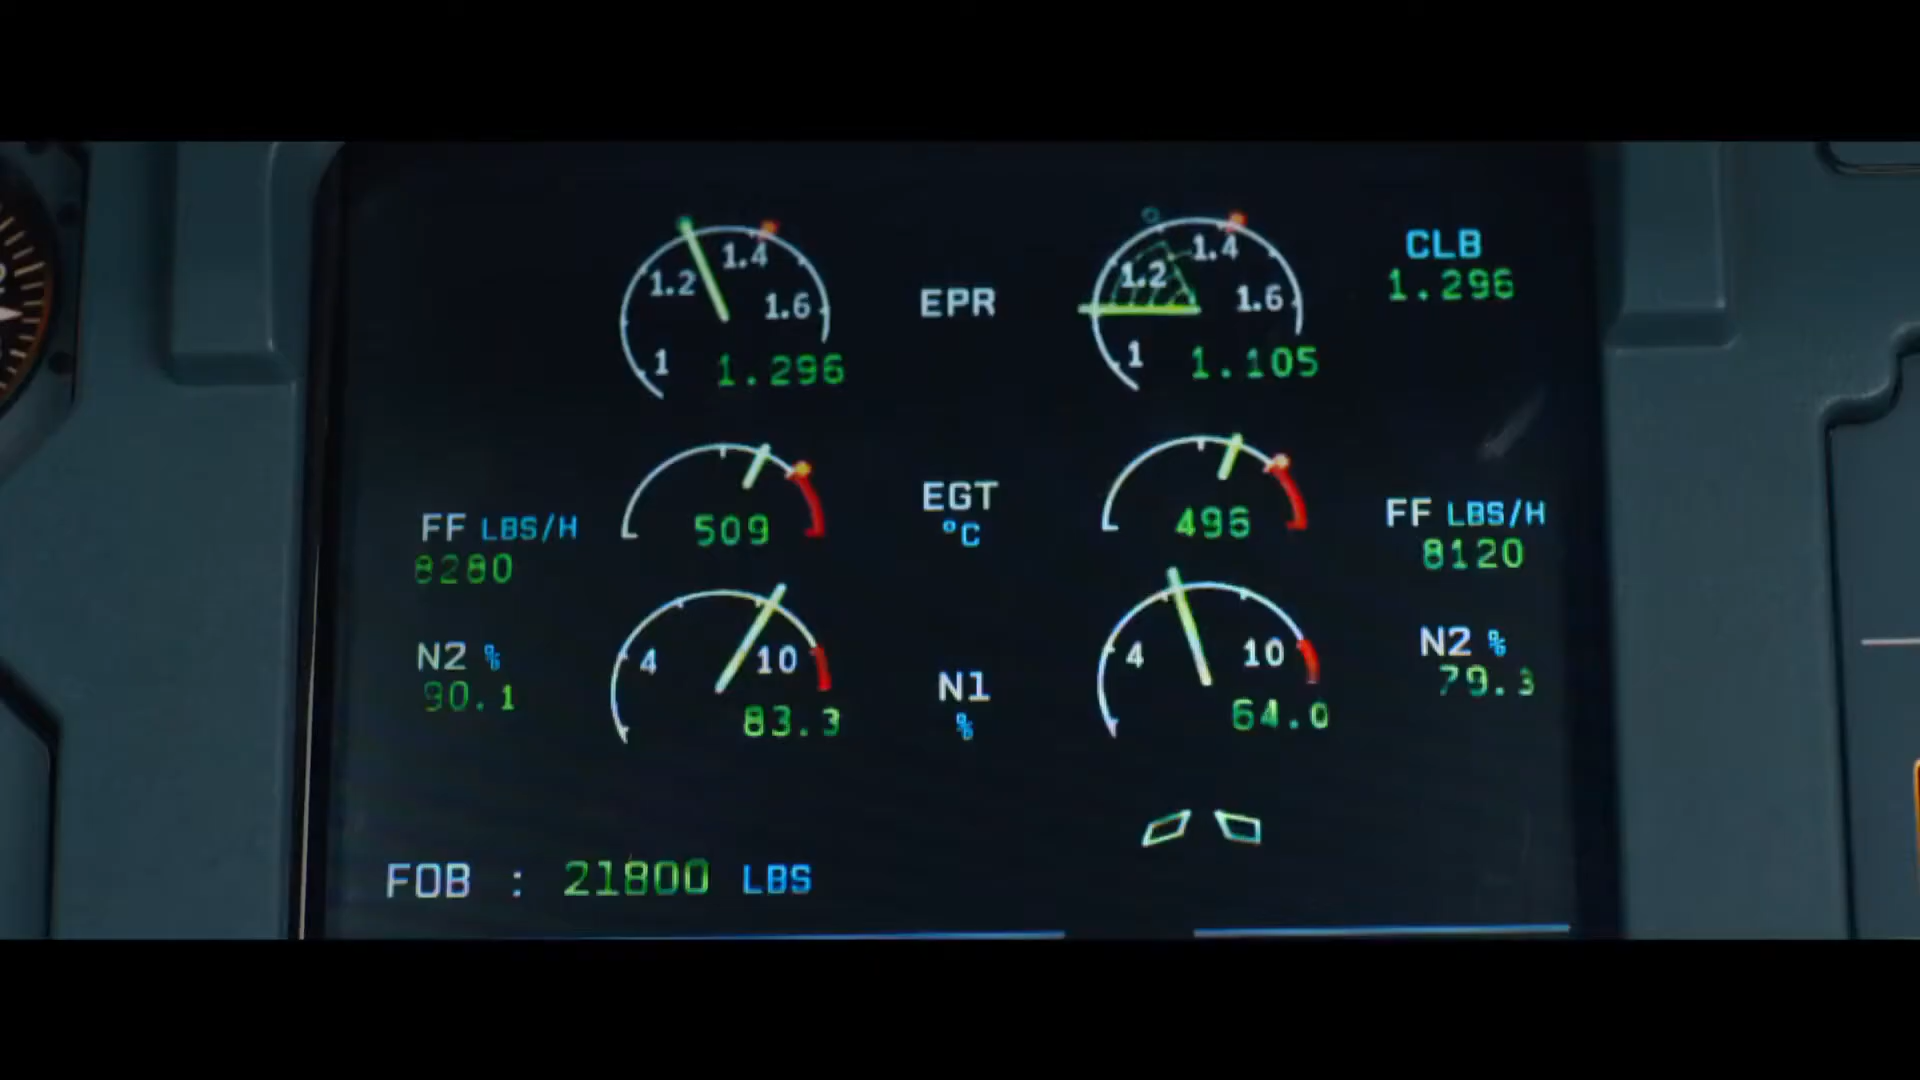 1.2 1.4 1.6 1
1.296
EPR
1.2 1.4 1.6 1
1.105
CLB
1.296
FF LBS/H
8280
509
EGT
°C
496
FF LBS/H
8120
N2 %
90.1
4 10
83.3
N1
%
4 10
64.0
N2 %
79.3
FOB : 21800 LBS